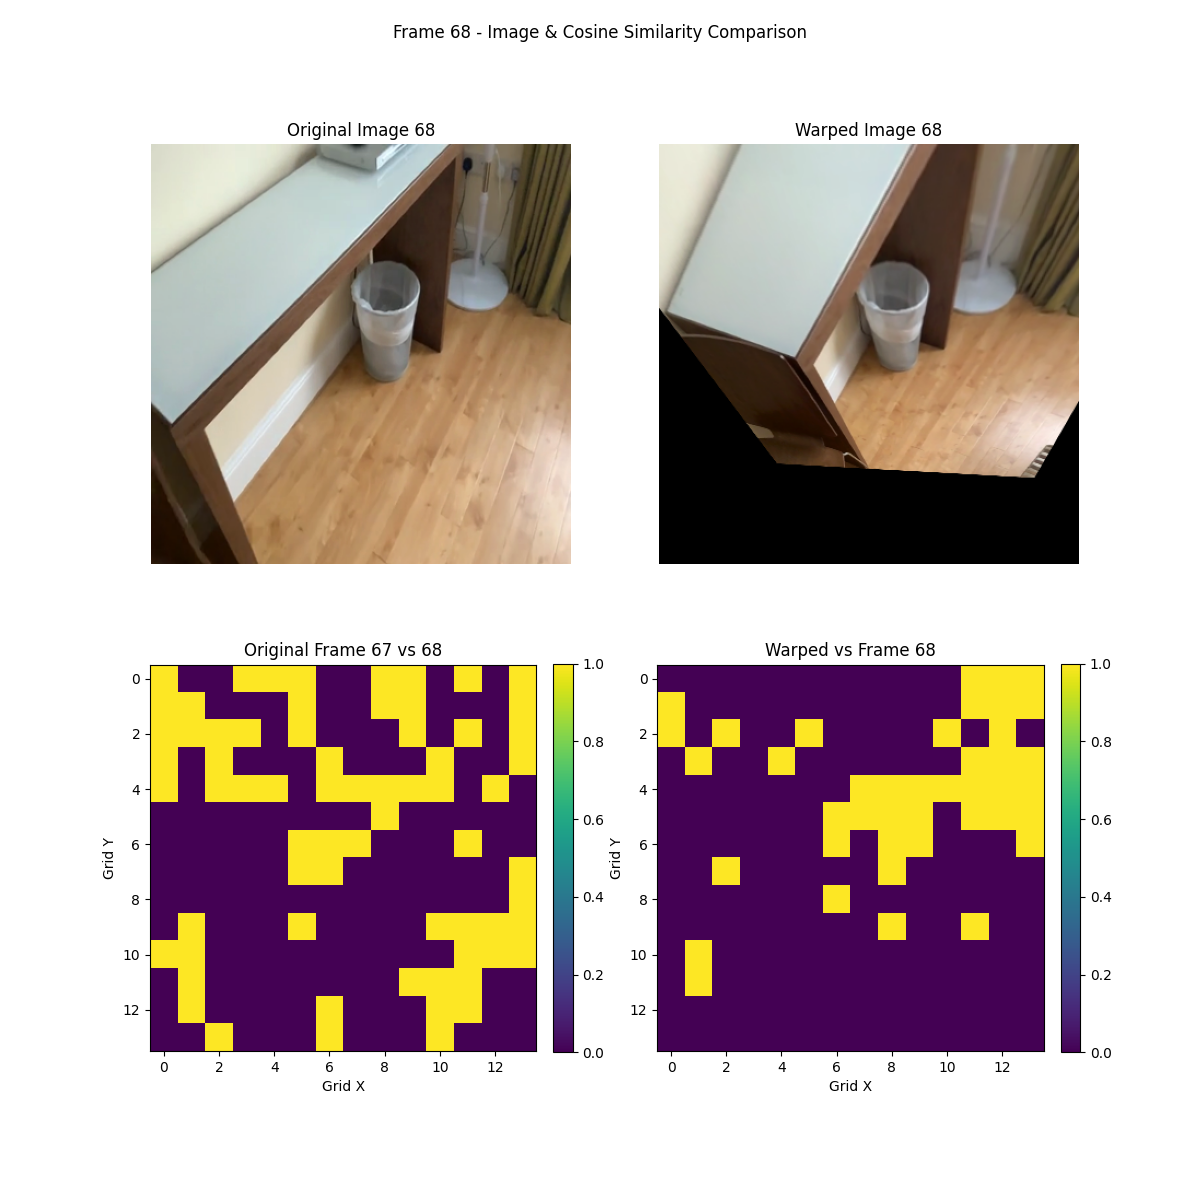 Frame 68 - Image & Cosine Similarity Comparison
Original Image 68
Warped Image 68
Original Frame 67 vs 68
Warped vs Frame 68
Grid Y
0
2
4
6
8
10
12
0 2 4 6 8 10 12
Grid X
1.0
0.8
0.6
0.4
0.2
0.0
Grid Y
0
2
4
6
8
10
12
0 2 4 6 8 10 12
Grid X
1.0
0.8
0.6
0.4
0.2
0.0